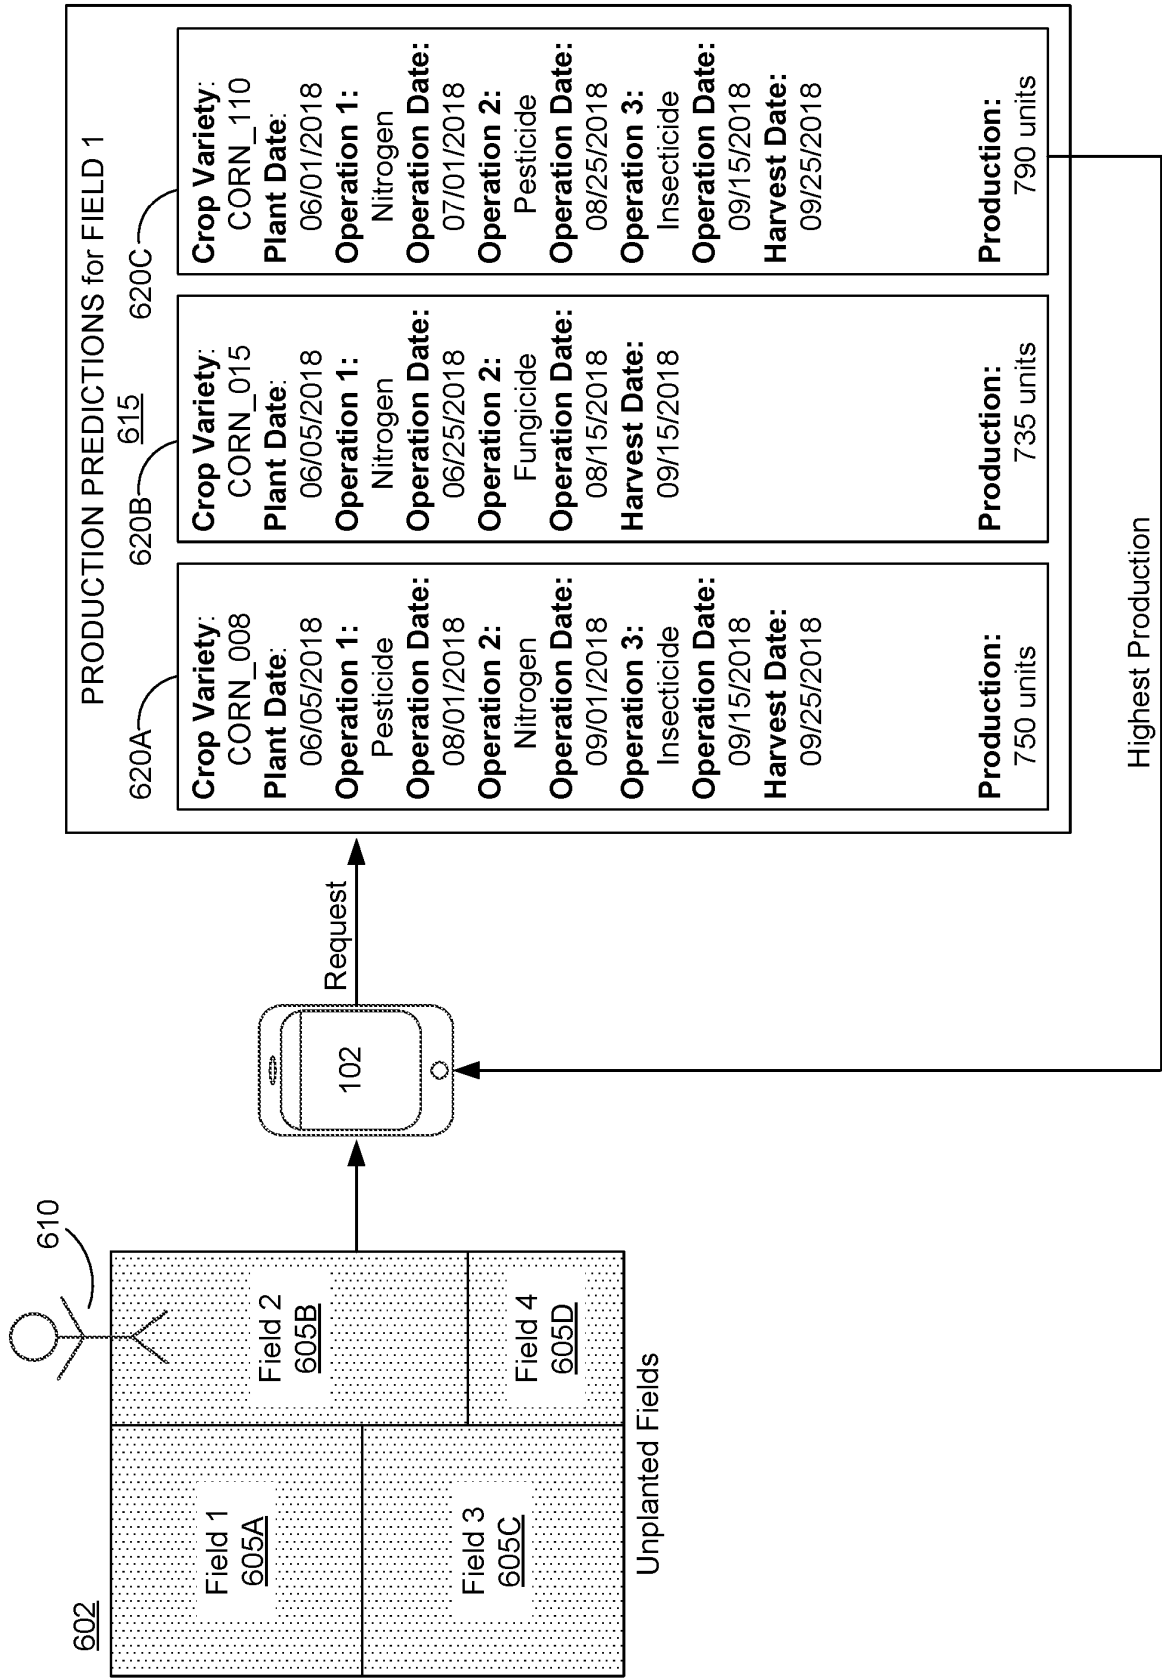 602
Field 1
605A
Field 3
605C
Field 2
605B
Field 4
605D
610
Unplanted Fields
102
Request
PRODUCTION PREDICTIONS for FIELD 1
615
620A
Crop Variety:
CORN_008
Plant Date:
06/05/2018
Operation 1:
Pesticide
Operation Date:
08/01/2018
Operation 2:
Nitrogen
Operation Date:
09/01/2018
Operation 3:
Insecticide
Operation Date:
09/15/2018
Harvest Date:
09/25/2018
Production:
750 units
620B
Crop Variety:
CORN_015
Plant Date:
06/05/2018
Operation 1:
Nitrogen
Operation Date:
06/25/2018
Operation 2:
Fungicide
Operation Date:
08/15/2018
Harvest Date:
09/15/2018
Production:
735 units
620C
Crop Variety:
CORN_110
Plant Date:
06/01/2018
Operation 1:
Nitrogen
Operation Date:
07/01/2018
Operation 2:
Pesticide
Operation Date:
08/25/2018
Operation 3:
Insecticide
Operation Date:
09/15/2018
Harvest Date:
09/25/2018
Production:
790 units
Highest Production